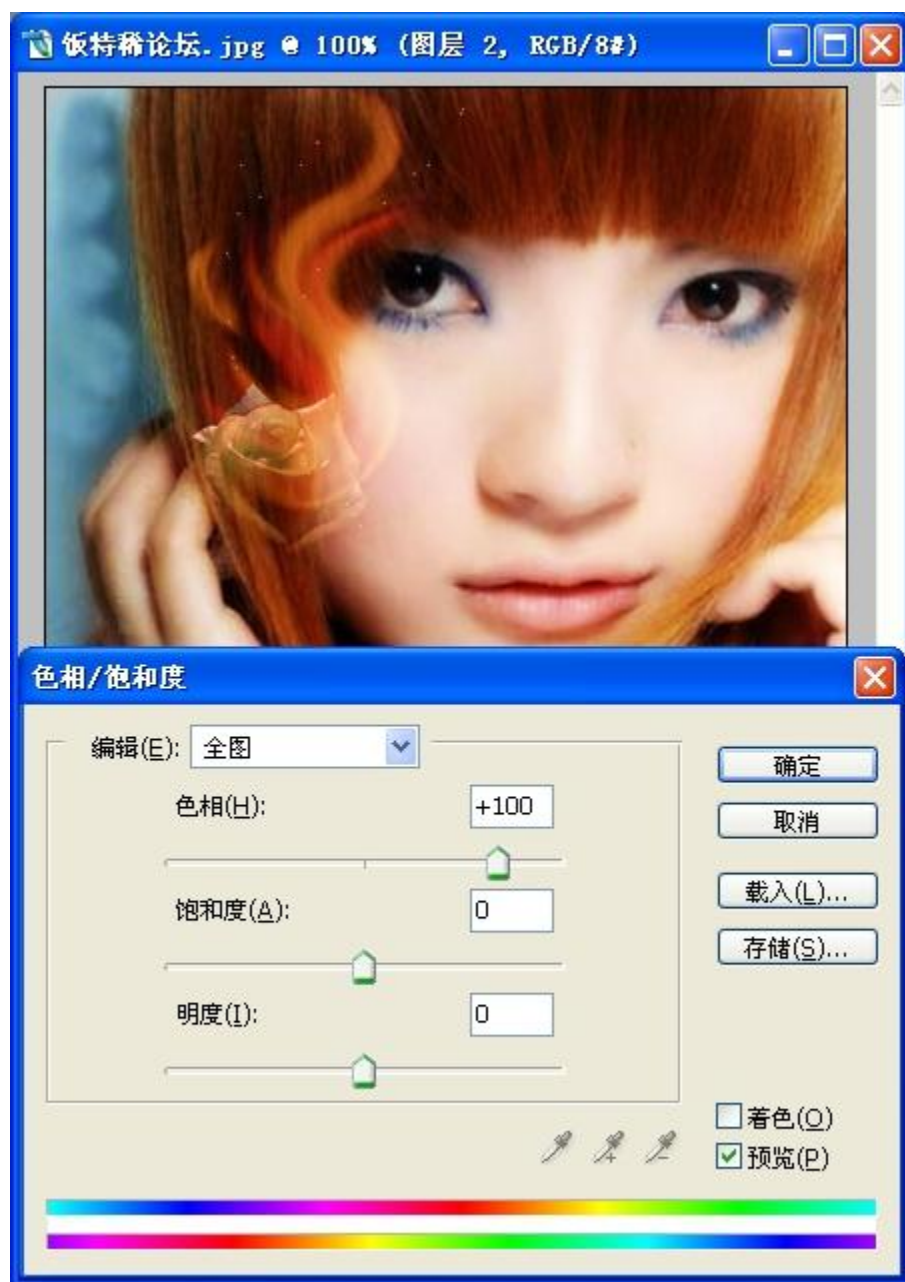 饭特稀论坛.jpg @ 100% (图层 2, RGB/8#)
色相/饱和度
编辑(E): 全图
确定
色相(H): +100
取消
载入(L)...
饱和度(A): 0
存储(S)...
明度(I): 0
着色(O)
预览(P)